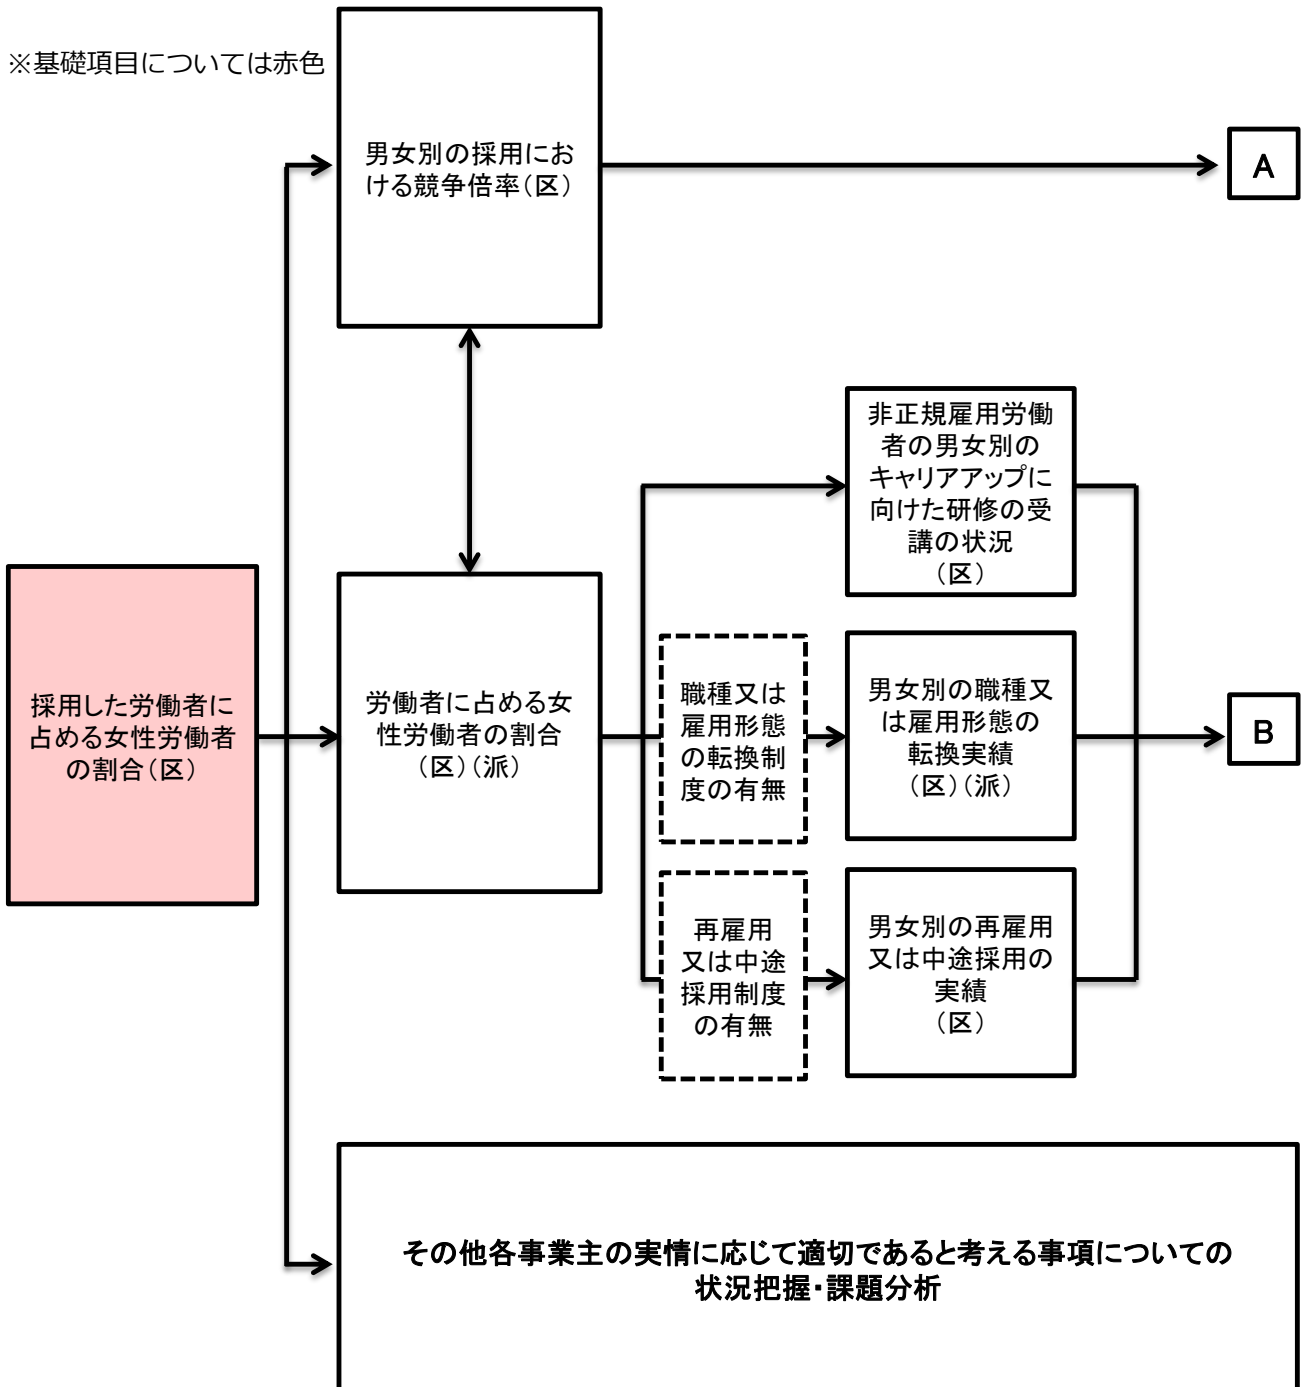 ※基礎項目については赤色
男女別の採用にお
ける競争倍率(区)
A
非正規雇用労働
者の男女別の
キャリアアップに
向けた研修の受
講の状況
(区)
採用した労働者に
占める女性労働者
の割合(区)
労働者に占める女
性労働者の割合
(区)(派)
職種又は
雇用形態
の転換制
度の有無
男女別の職種又
は雇用形態の
転換実績
(区)(派)
B
再雇用
又は中途
採用制度
の有無
男女別の再雇用
又は中途採用の
実績
(区)
その他各事業主の実情に応じて適切であると考える事項についての
状況把握・課題分析